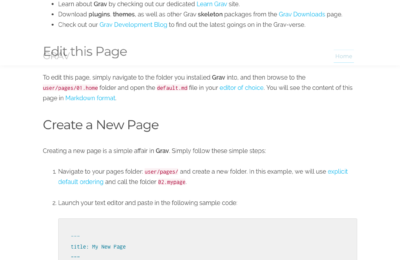 Learn about Grav by checking out our dedicated Learn Grav site.
Download plugins, themes, as well as other Grav skeleton packages from the Grav Downloads page.
Check out our Grav Development Blog to find out the latest goings on in the Grav-verse.
Edit this Page
GRAV
Home
To edit this page, simply navigate to the folder you installed Grav into, and then browse to the
user/pages/01.home folder and open the default.md file in your editor of choice. You will see the content of this
page in Markdown format.
Create a New Page
Creating a new page is a simple affair in Grav. Simply follow these simple steps:
1. Navigate to your pages folder: user/pages/ and create a new folder. In this example, we will use explicit
default ordering and call the folder 02.mypage.
2. Launch your text editor and paste in the following sample code:
---
title: My New Page
---